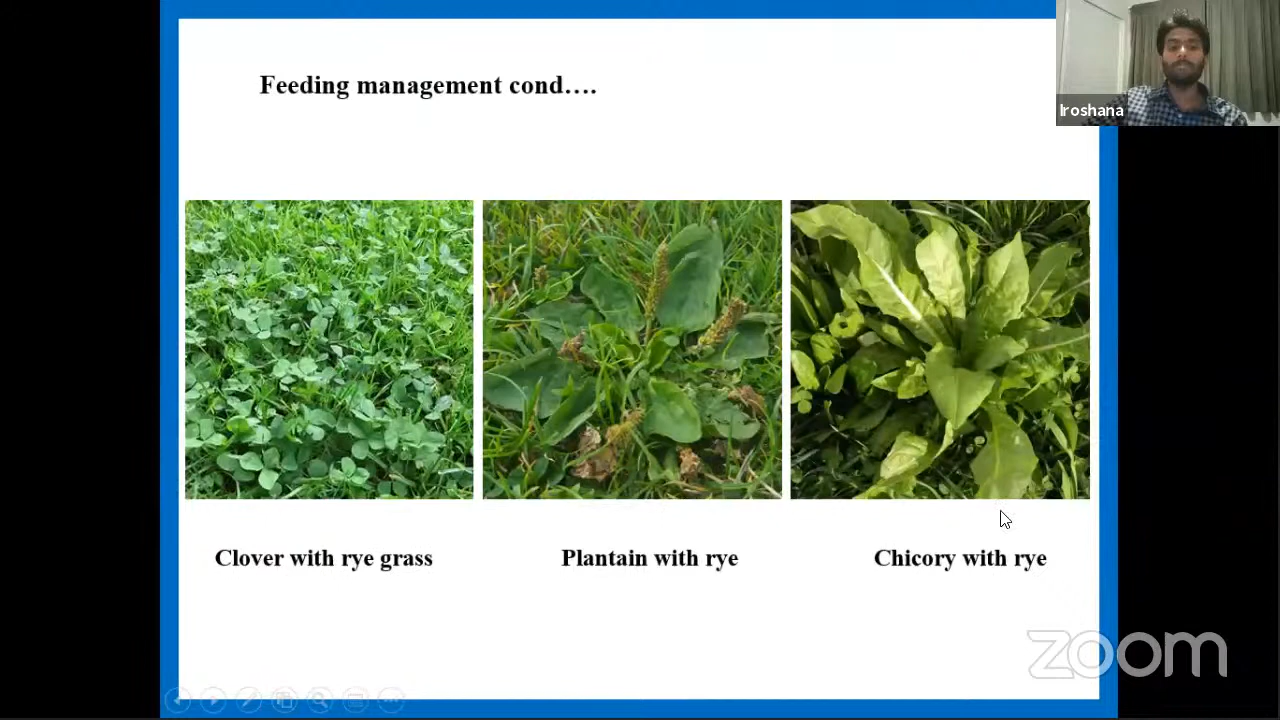 Feeding management cond….
Iroshana
Clover with rye grass
Plantain with rye
Chicory with rye
zoom